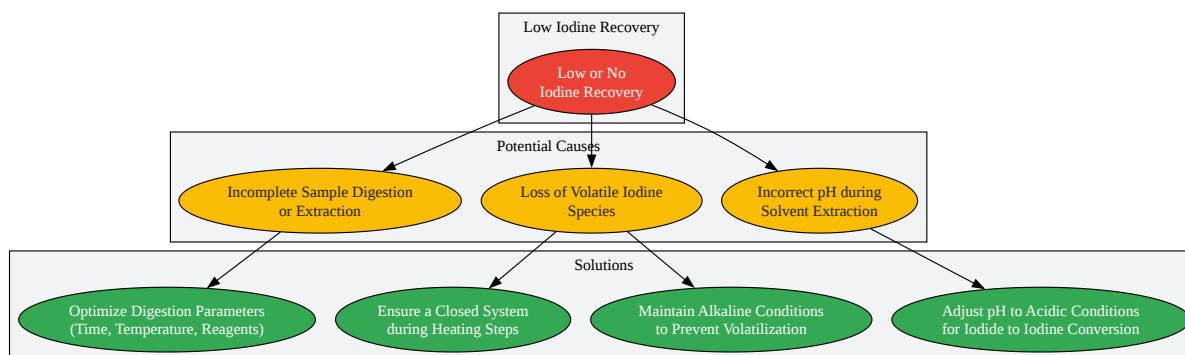 Low Iodine Recovery
Low or No
Iodine Recovery
Potential Causes
Incomplete Sample Digestion
or Extraction
Loss of Volatile Iodine
Species
Incorrect pH during
Solvent Extraction
Solutions
Optimize Digestion Parameters
(Time, Temperature, Reagents)
Ensure a Closed System
during Heating Steps
Maintain Alkaline Conditions
to Prevent Volatilization
Adjust pH to Acidic Conditions
for Iodide to Iodine Conversion